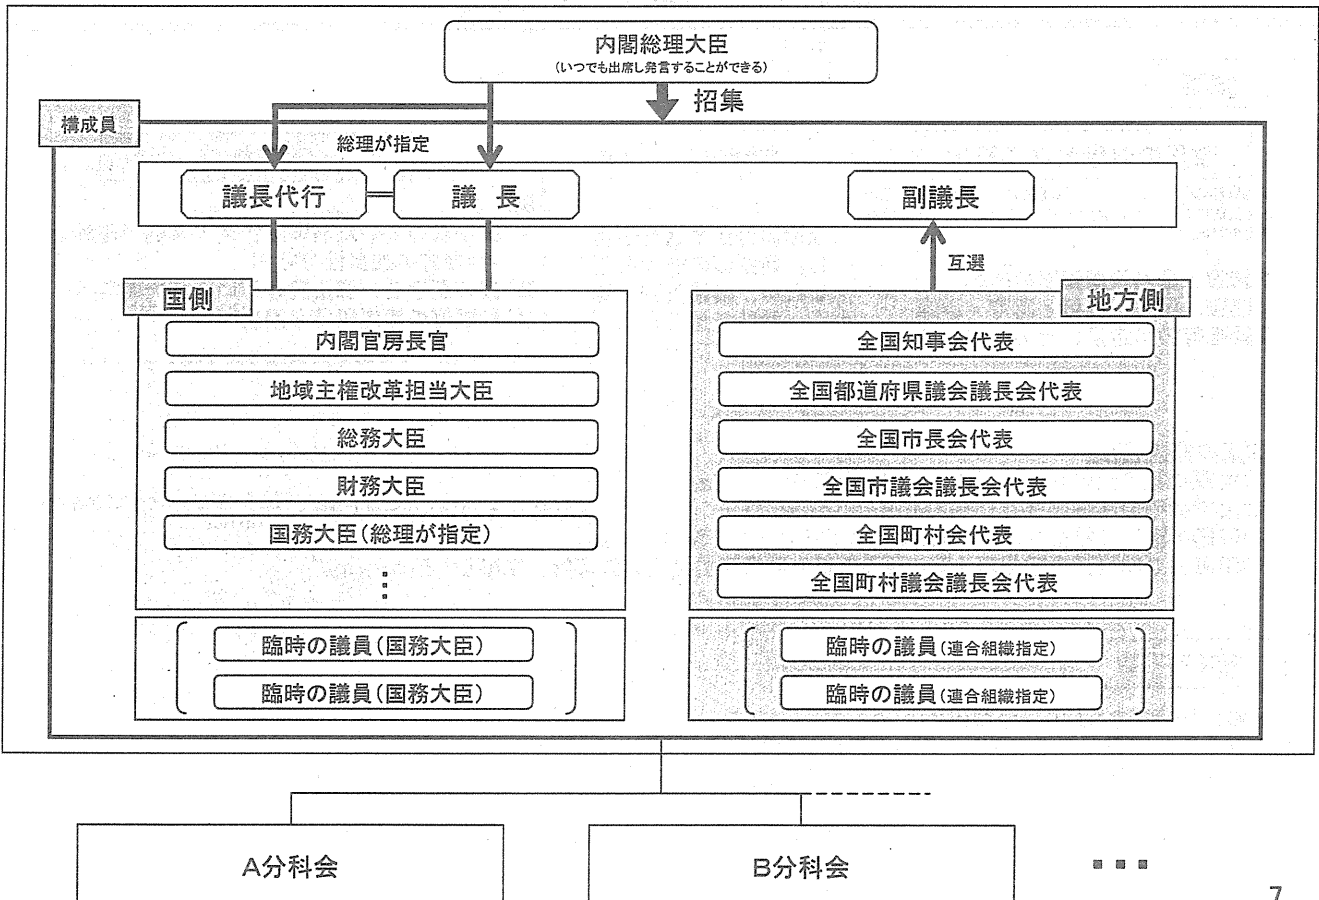 内閣総理大臣
(いつでも出席し発言することができる)
招集
構成員
総理が指定
議長代行
議 長
副議長
互選
国側
内閣官房長官
地域主権改革担当大臣
総務大臣
財務大臣
国務大臣(総理が指定)
⋮
臨時の議員(国務大臣)
臨時の議員(国務大臣)
地方側
全国知事会代表
全国都道府県議会議長会代表
全国市長会代表
全国市議会議長会代表
全国町村会代表
全国町村議会議長会代表
臨時の議員(連合組織指定)
臨時の議員(連合組織指定)
A分科会
B分科会
…
7